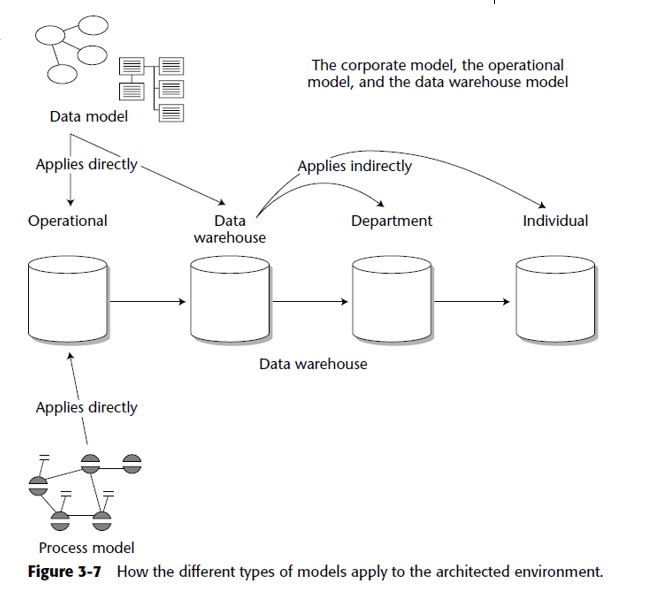 The corporate model, the operational
model, and the data warehouse model
Data model
Applies directly
Applies indirectly
Operational
Data
warehouse
Department
Individual
Data warehouse
Applies directly
Process model
Figure 3-7 How the different types of models apply to the architected environment.